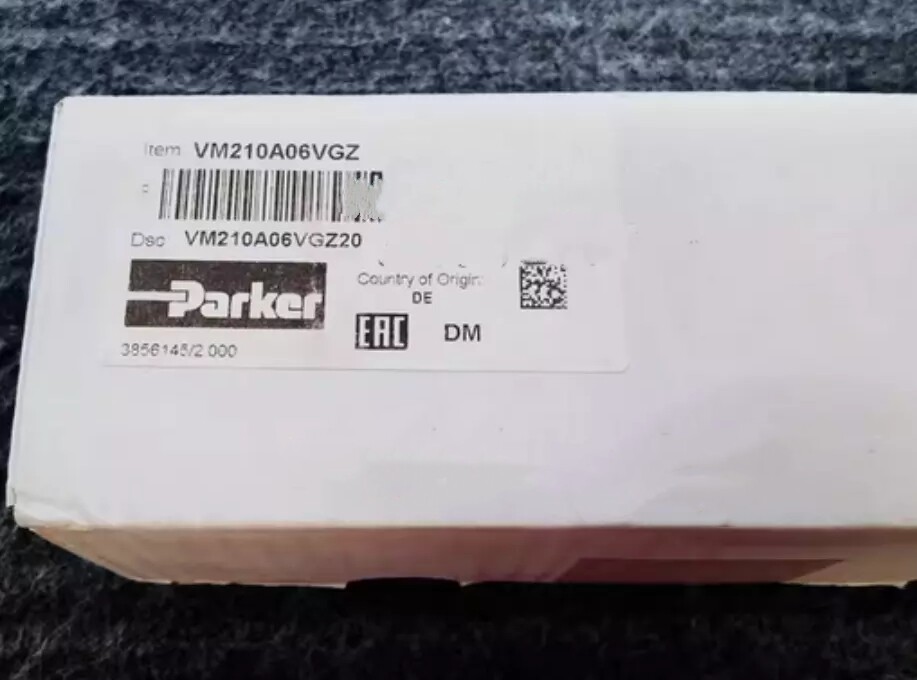 Item VM210A06VGZ
Dsc VM210A06VGZ20
Parker
Country of Origin:
DE
EAC DM
3856145/2.000